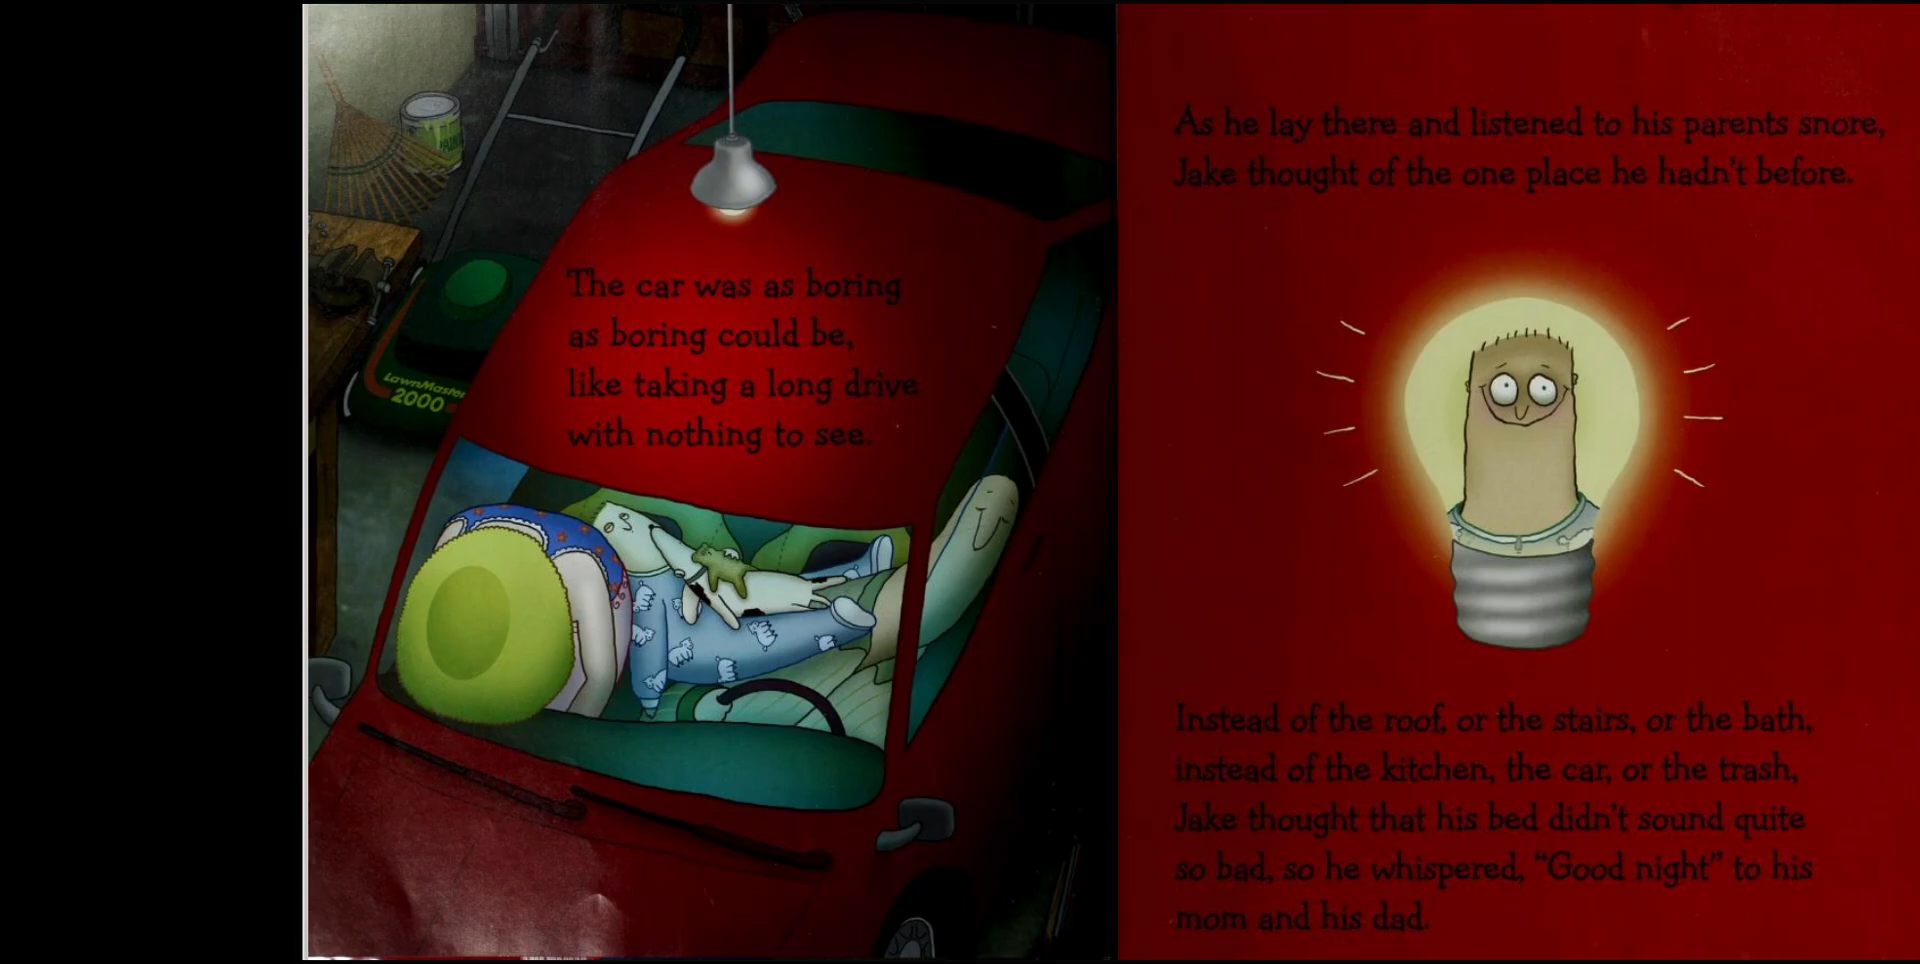 PAIN
LawnMaster
2000
The car was as boring
as boring could be,
like taking a long drive
with nothing to see.
As he lay there and listened to his parents snore,
Jake thought of the one place he hadn't before.
Instead of the roof, or the stairs, or the bath,
instead of the kitchen, the car, or the trash,
Jake thought that his bed didn't sound quite
so bad, so he whispered, “Good night” to his
mom and his dad.